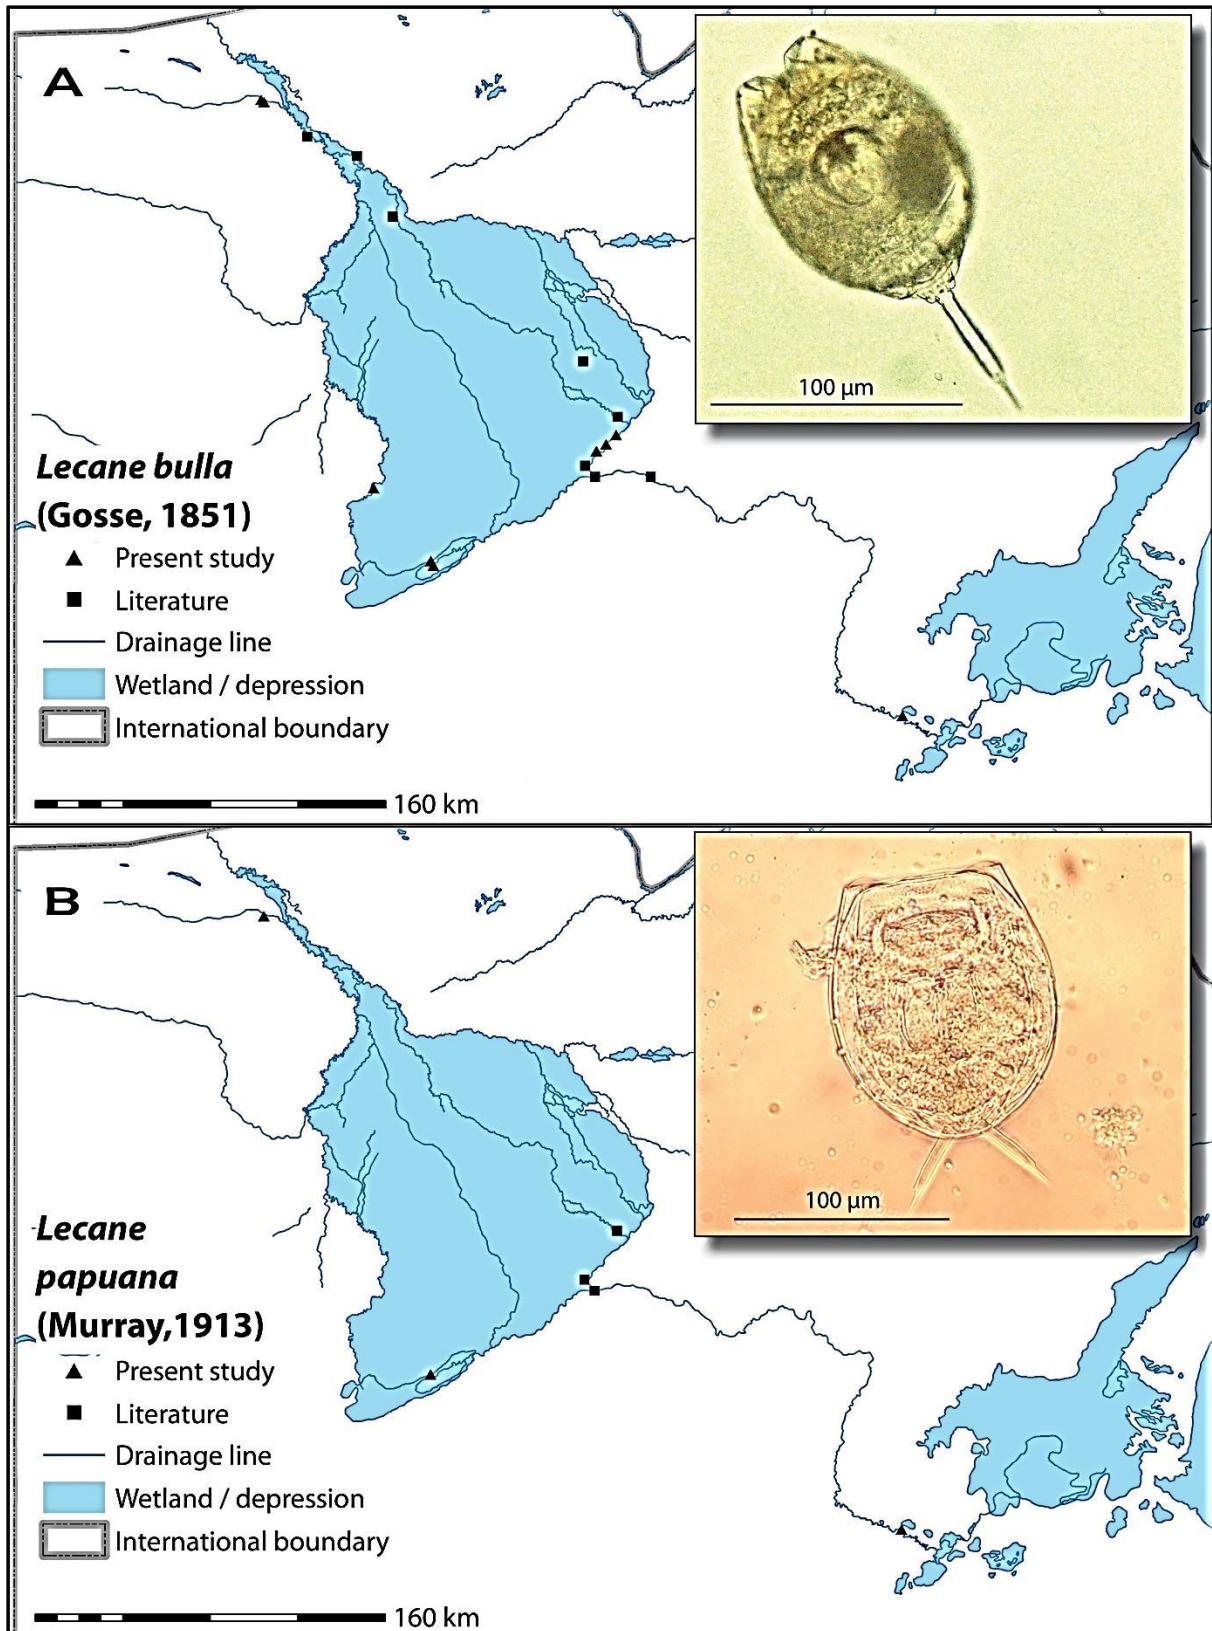 A
100 µm
Lecane bulla
(Gosse, 1851)
Present study
Literature
Drainage line
Wetland / depression
International boundary
160 km
B
100 µm
Lecane
papuana
(Murray,1913)
Present study
Literature
Drainage line
Wetland / depression
International boundary
160 km